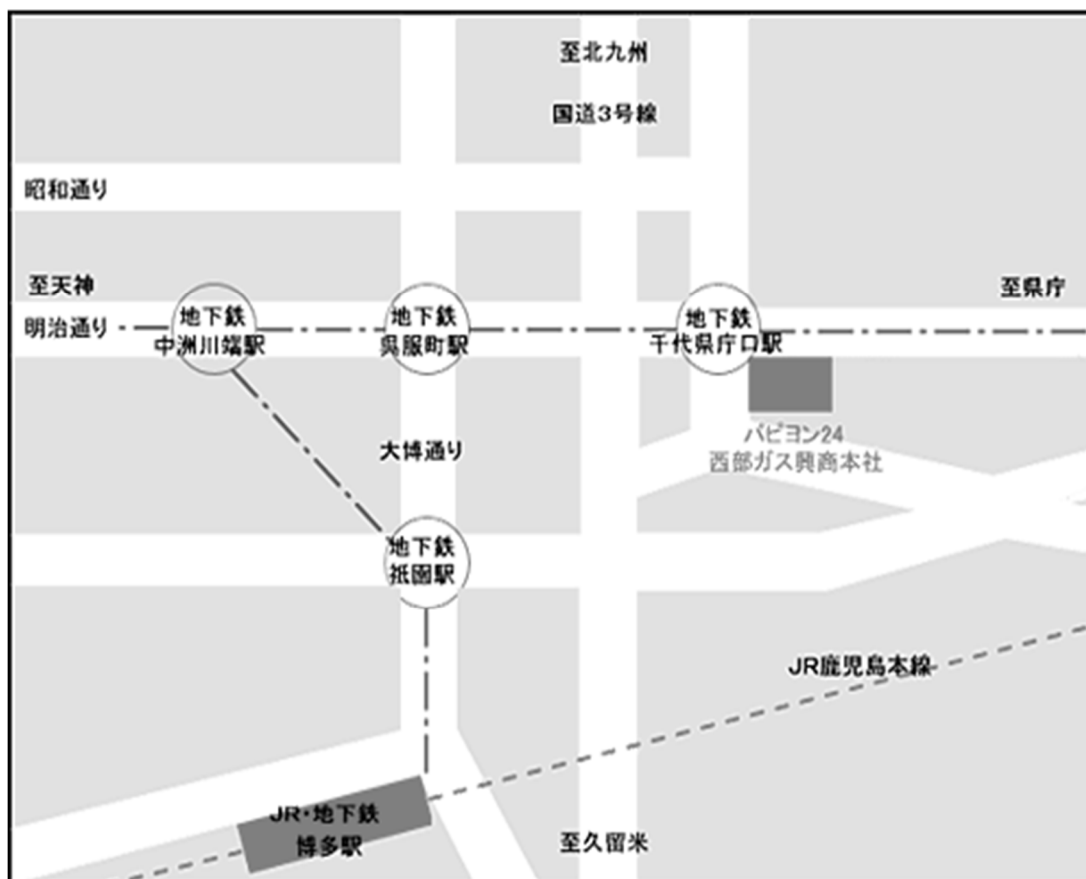 至北九州
国道3号線
昭和通り
至天神
至県庁
明治通り
地下鉄
中洲川端駅
地下鉄
呉服町駅
地下鉄
千代県庁口駅
パピヨン24
西部ガス興商本社
大博通り
地下鉄
祇園駅
JR鹿児島本線
JR・地下鉄
博多駅
至久留米